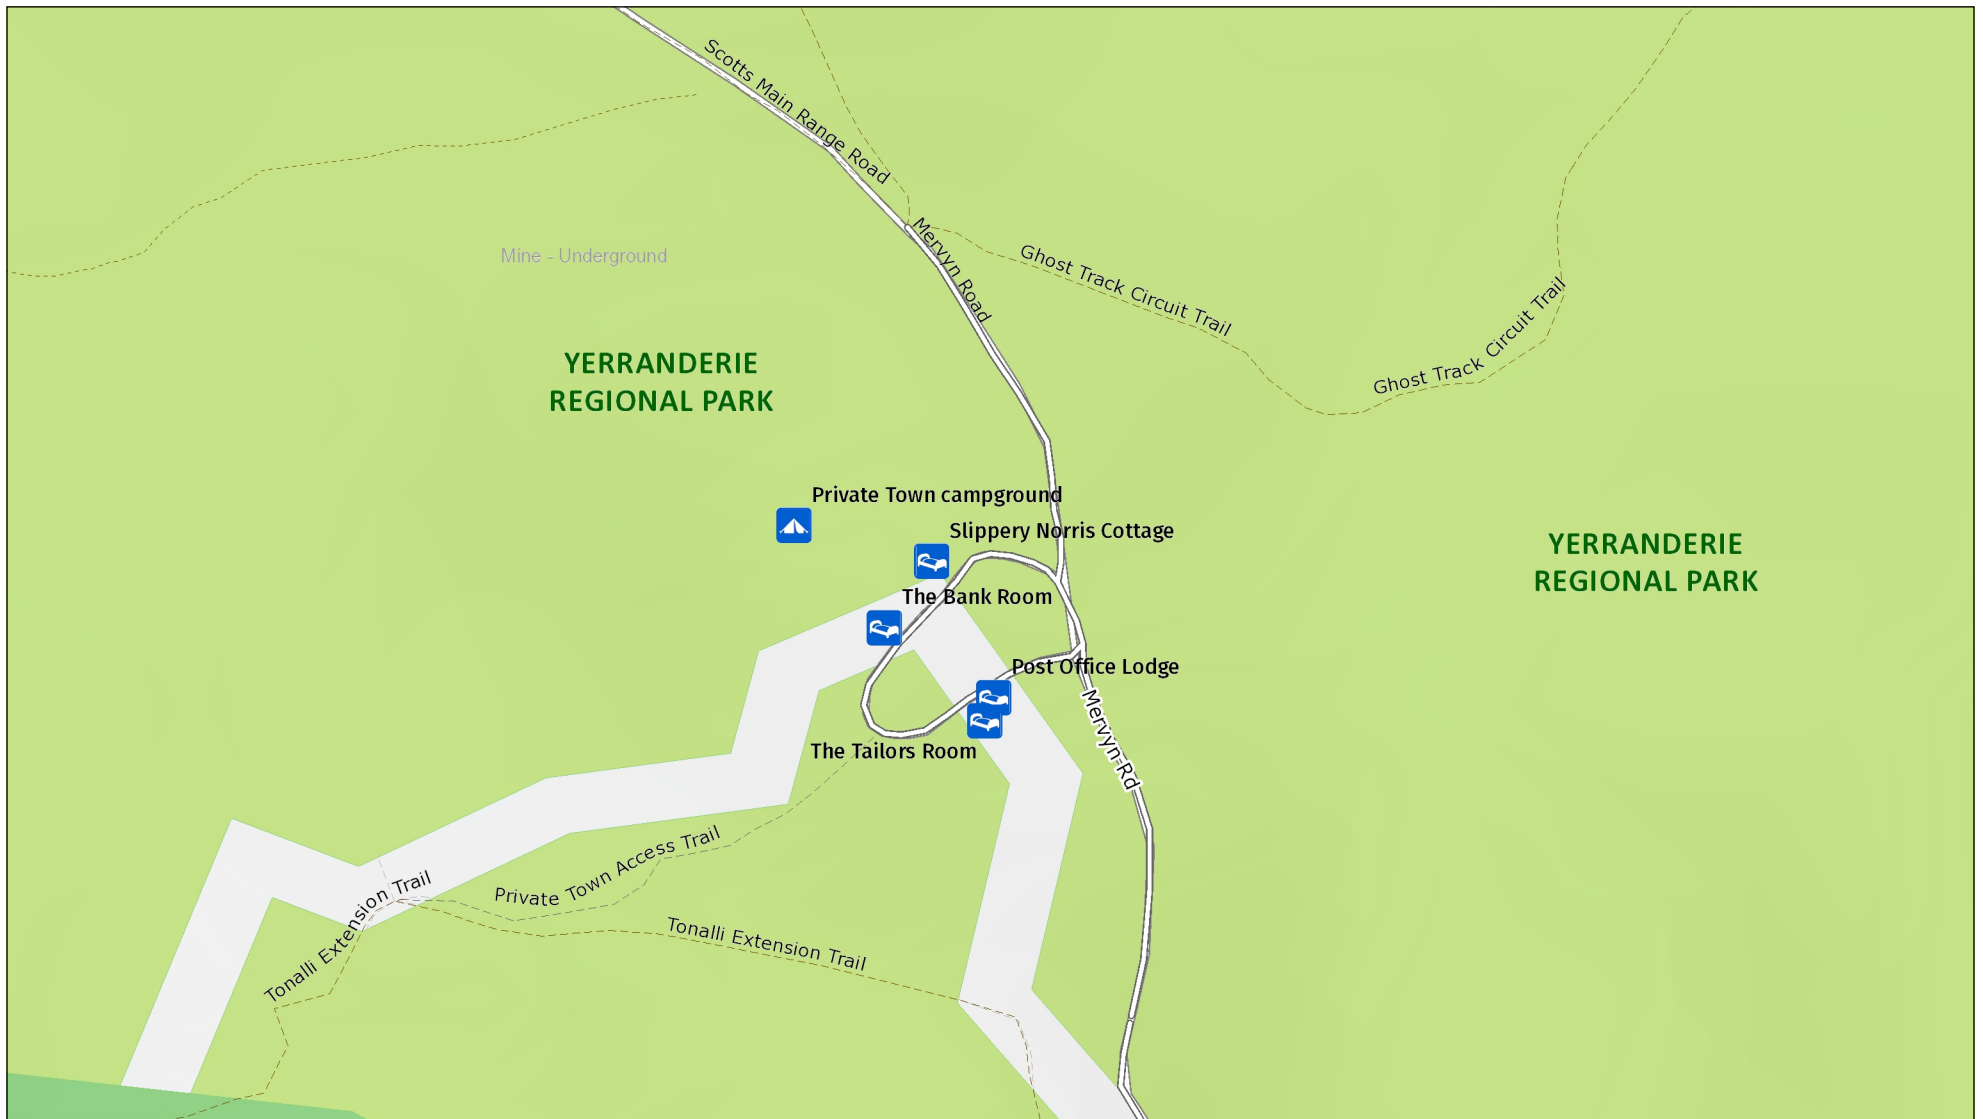 Scotts Main Range Road
Mervyn Road
Mine - Underground
Ghost Track Circuit Trail
Ghost Track Circuit Trail
YERRANDERIE
REGIONAL PARK
Private Town campground
Slippery Norris Cottage
YERRANDERIE
REGIONAL PARK
The Bank Room
Post Office Lodge
Mervyn Rd
The Tailors Room
Private Town Access Trail
Tonalli Extension Trail
Tonalli Extension Trail